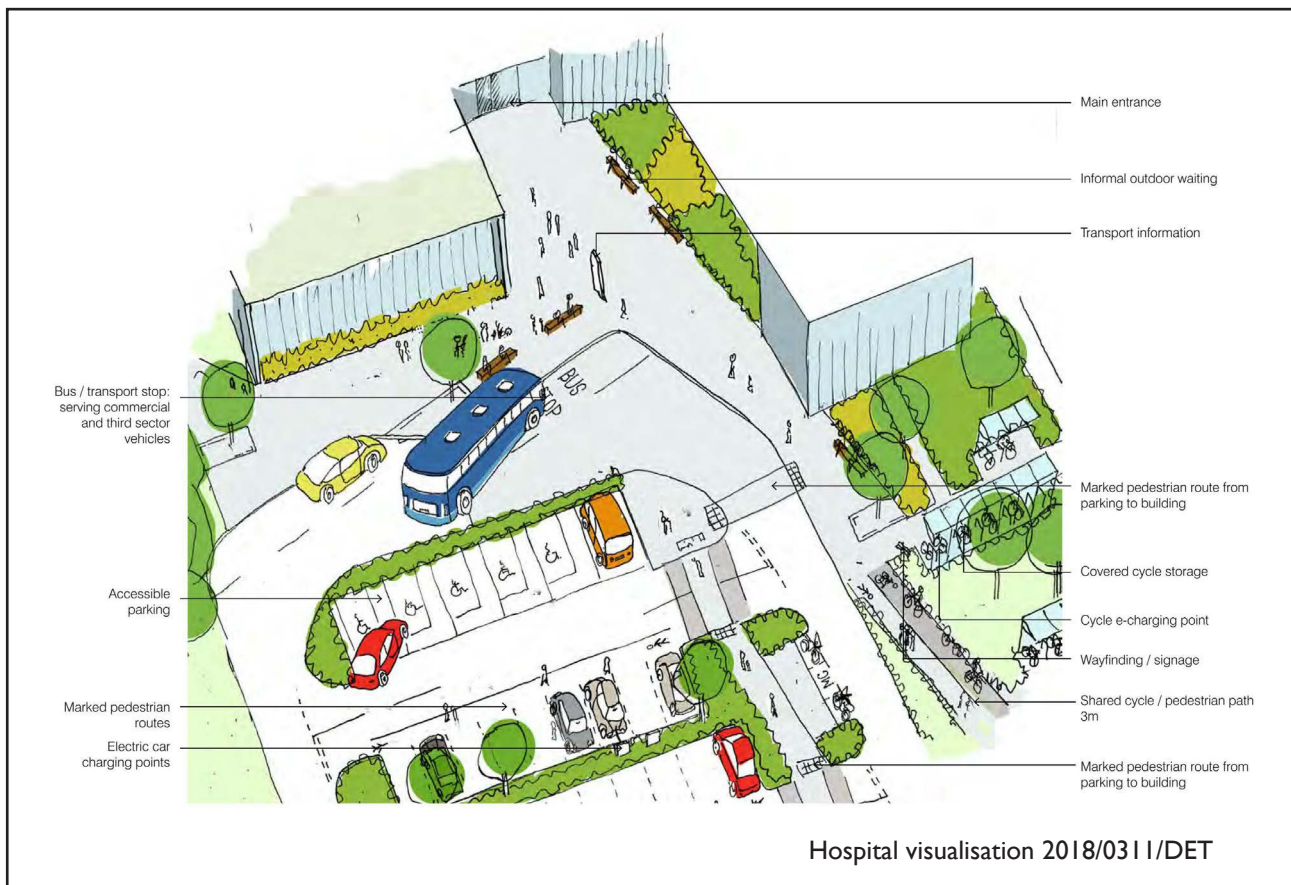 Main entrance
Informal outdoor waiting
Transport information
Bus / transport stop:
serving commercial
and third sector
vehicles
BUS
Marked pedestrian route from
parking to building
Accessible
parking
Covered cycle storage
Cycle e-charging point
Wayfinding / signage
MC
Shared cycle / pedestrian path
3m
Marked pedestrian
routes
Electric car
charging points
Marked pedestrian route from
parking to building
Hospital visualisation 2018/0311/DET